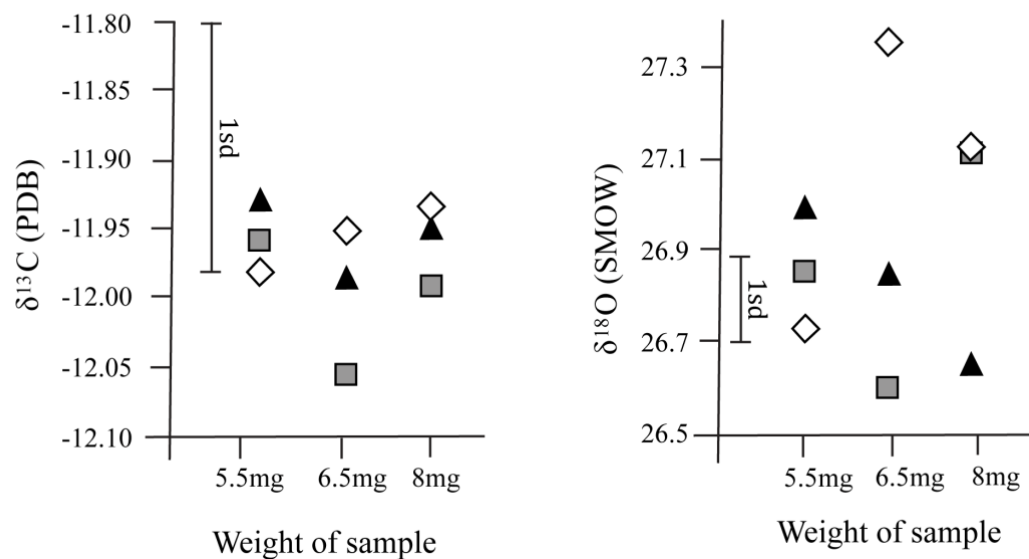 -11.80
-11.85
-11.90
-11.95
-12.00
-12.05
-12.10
δ¹³C (PDB)
1sd
5.5mg 6.5mg 8mg
Weight of sample
27.3
27.1
26.9
26.7
26.5
δ¹⁸O (SMOW)
1sd
5.5mg 6.5mg 8mg
Weight of sample